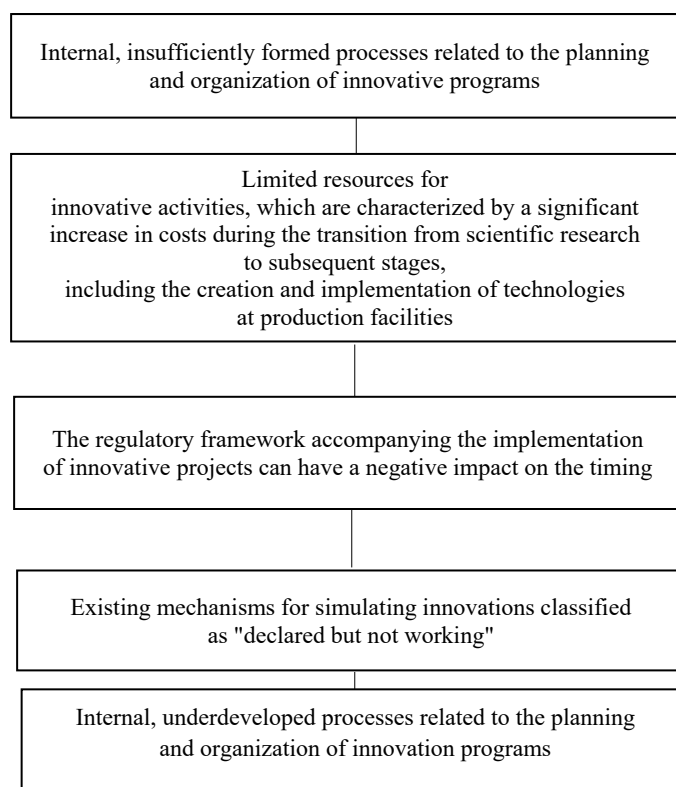 Internal, insufficiently formed processes related to the planning
and organization of innovative programs
Limited resources for
innovative activities, which are characterized by a significant
increase in costs during the transition from scientific research
to subsequent stages,
including the creation and implementation of technologies
at production facilities
The regulatory framework accompanying the implementation
of innovative projects can have a negative impact on the timing
Existing mechanisms for simulating innovations classified
as "declared but not working"
Internal, underdeveloped processes related to the planning
and organization of innovation programs